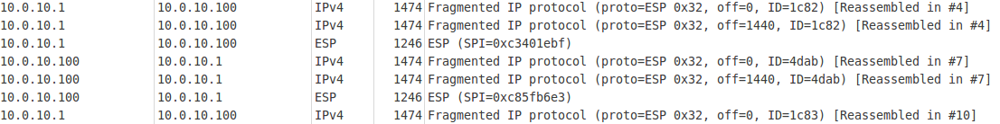 10.0.10.1 10.0.10.100 IPv4 1474 Fragmented IP protocol (proto=ESP 0x32, off=0, ID=1c82) [Reassembled in #4]
10.0.10.1 10.0.10.100 IPv4 1474 Fragmented IP protocol (proto=ESP 0x32, off=1440, ID=1c82) [Reassembled in #4]
10.0.10.1 10.0.10.100 ESP 1246 ESP (SPI=0xc3401ebf)
10.0.10.100 10.0.10.1 IPv4 1474 Fragmented IP protocol (proto=ESP 0x32, off=0, ID=4dab) [Reassembled in #7]
10.0.10.100 10.0.10.1 IPv4 1474 Fragmented IP protocol (proto=ESP 0x32, off=1440, ID=4dab) [Reassembled in #7]
10.0.10.100 10.0.10.1 ESP 1246 ESP (SPI=0xc85fb6e3)
10.0.10.1 10.0.10.100 IPv4 1474 Fragmented IP protocol (proto=ESP 0x32, off=0, ID=1c83) [Reassembled in #10]